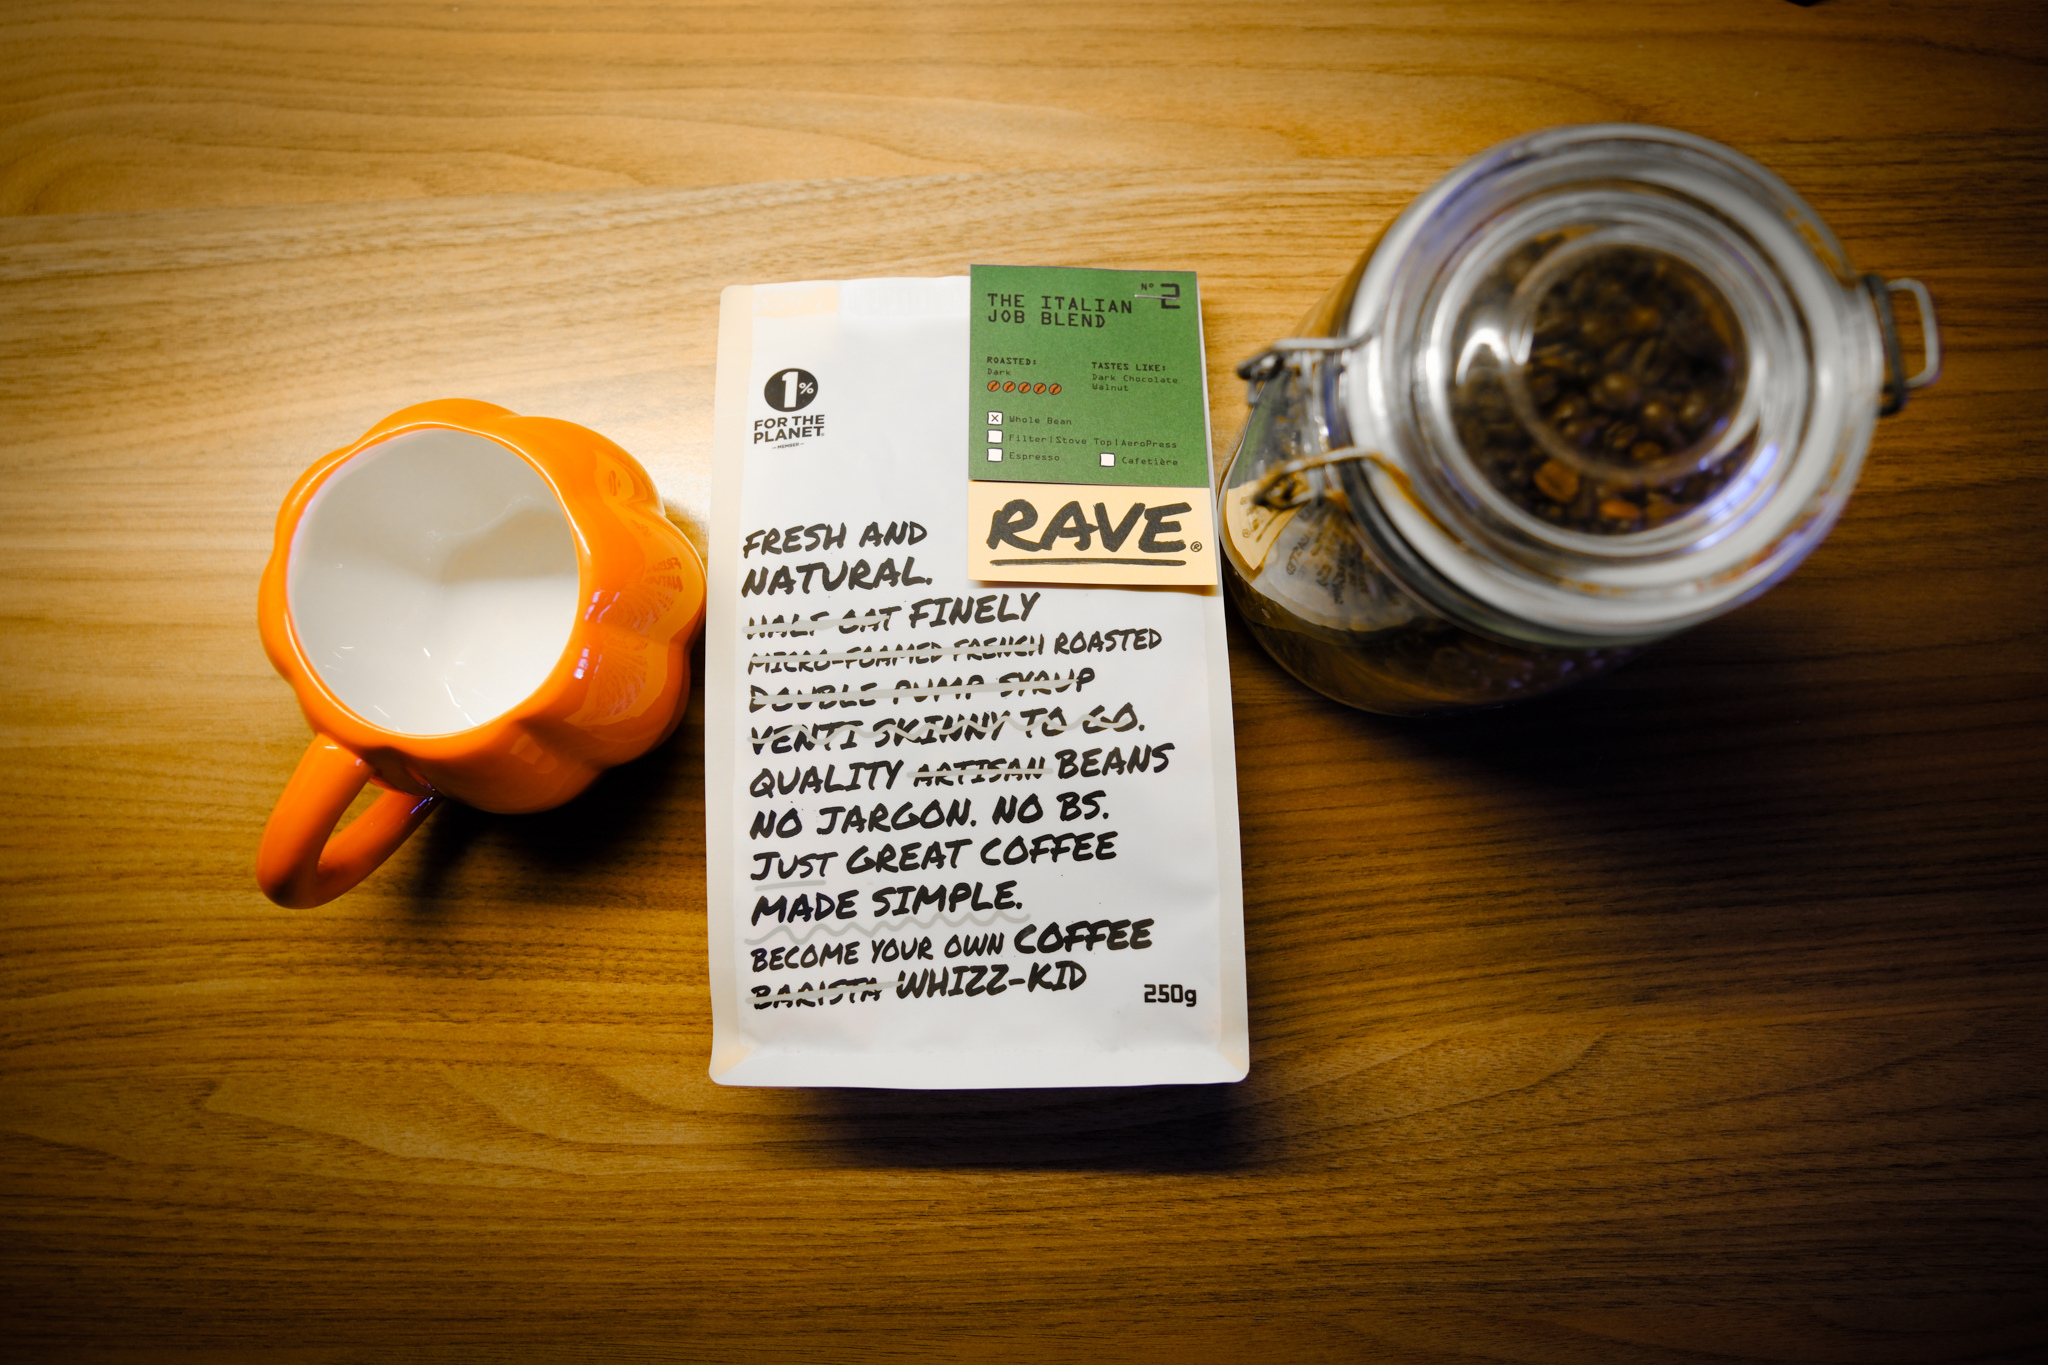 1%
FOR THE
PLANET
MEMBER
THE ITALIAN
JOB BLEND
Nº 2
ROASTED:
Dark
TASTES LIKE:
Dark Chocolate
Walnut
Whole Bean
Filter|Stove Top|AeroPress
Espresso
Cafetière
RAVE.®
FRESH AND
NATURAL.
HALF CAT FINELY
MICRO-FOAMED FRENCH ROASTED
DOUBLE PUMP SYRUP
VENTI SKINNY TO GO.
QUALITY ARTISAN BEANS
NO JARGON. NO BS.
JUST GREAT COFFEE
MADE SIMPLE.
BECOME YOUR OWN COFFEE
BARISTA WHIZZ-KID
250g